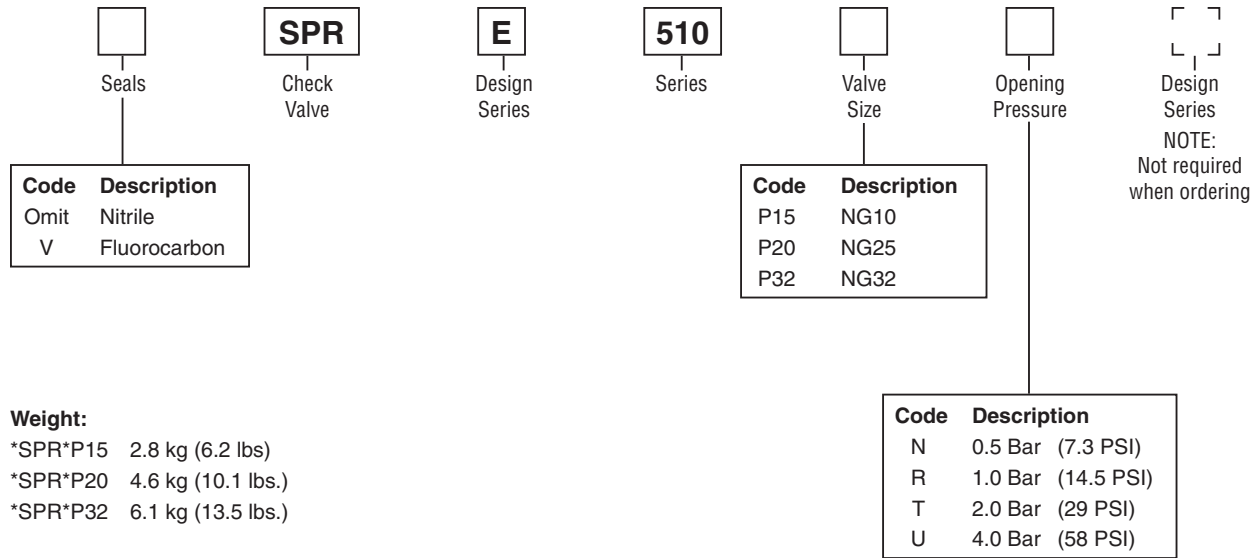 SPR E 510
Seals Check Valve Design Series Series Valve Size Opening Pressure Design Series
NOTE:
Not required
when ordering
Code Description
Omit Nitrile
V Fluorocarbon
Code Description
P15 NG10
P20 NG25
P32 NG32
Weight:
*SPR*P15 2.8 kg (6.2 lbs)
*SPR*P20 4.6 kg (10.1 lbs.)
*SPR*P32 6.1 kg (13.5 lbs.)
Code Description
N 0.5 Bar (7.3 PSI)
R 1.0 Bar (14.5 PSI)
T 2.0 Bar (29 PSI)
U 4.0 Bar (58 PSI)